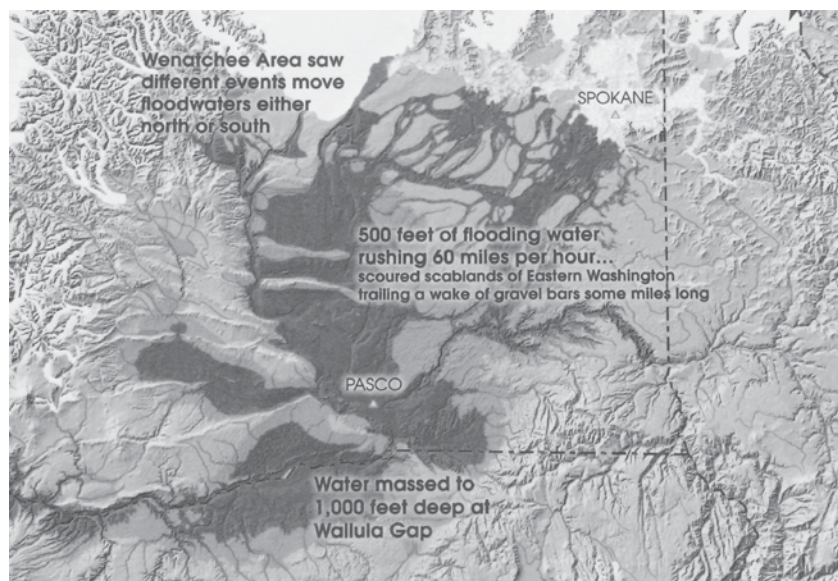 Wenatchee Area saw
different events move
floodwaters either
north or south
SPOKANE
500 feet of flooding water
rushing 60 miles per hour...
scoured scablands of Eastern Washington
trailing a wake of gravel bars some miles long
PASCO
Water massed to
1,000 feet deep at
Wallula Gap